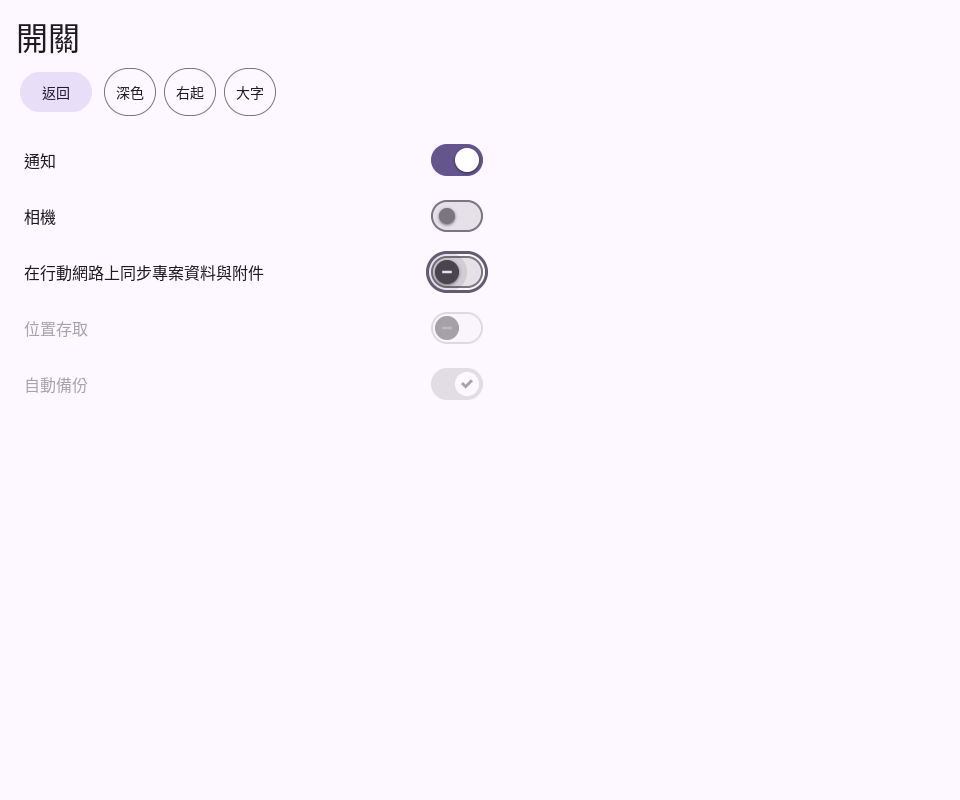 開關
返回 深色 右起 大字
通知
相機
在行動網路上同步專案資料與附件
位置存取
自動備份